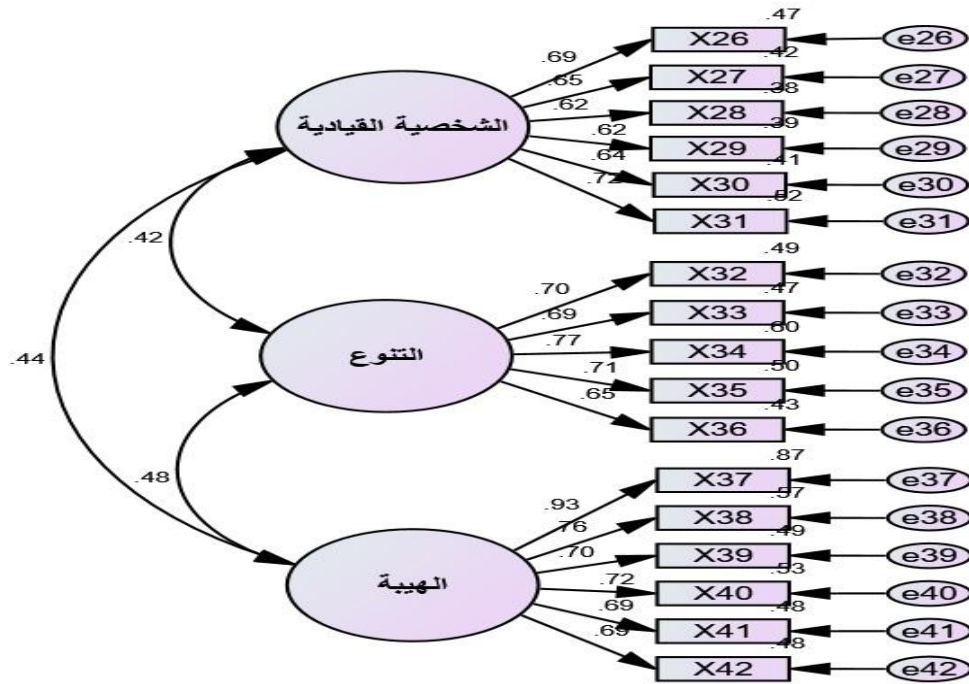 .47
.69 X26 e26
.42
.65 X27 e27
.38
.62 X28 e28
الشخصية القيادية
.39
.62 X29 e29
.41
.64 X30 e30
.52
.72 X31 e31
.42
.49
.70 X32 e32
.47
.69 X33 e33
.60
.77 X34 e34
التنوع
.44
.50
.71 X35 e35
.43
.65 X36 e36
.87
.93 X37 e37
.48
.57
.76 X38 e38
.49
.70 X39 e39
الهيبة
.53
.72 X40 e40
.48
.69 X41 e41
.48
.69 X42 e42